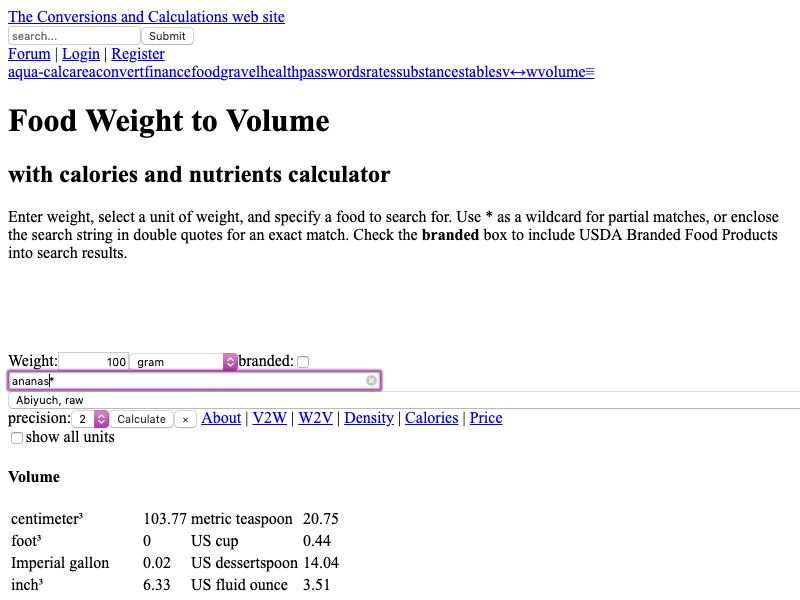 The Conversions and Calculations web site
search... Submit
Forum | Login | Register
aqua-calcareaconvertfinancefoodgravelhealthpasswordsratessubstancestablesv↔wvolume≡
Food Weight to Volume
with calories and nutrients calculator
Enter weight, select a unit of weight, and specify a food to search for. Use * as a wildcard for partial matches, or enclose
the search string in double quotes for an exact match. Check the branded box to include USDA Branded Food Products
into search results.
Weight: 100 gram branded:
ananas*
Abiyuch, raw
precision: 2 Calculate × About | V2W | W2V | Density | Calories | Price
show all units
Volume
centimeter³ 103.77 metric teaspoon 20.75
foot³ 0 US cup 0.44
Imperial gallon 0.02 US dessertspoon 14.04
inch³ 6.33 US fluid ounce 3.51